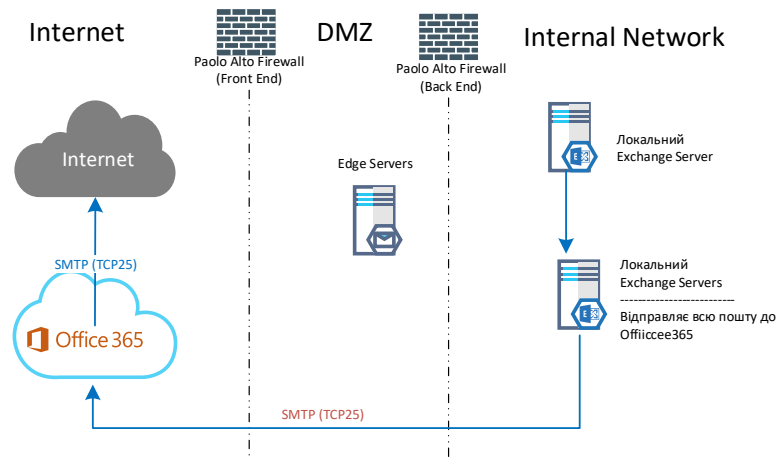 Internet
DMZ
Internal Network
Paolo Alto Firewall
(Front End)
Paolo Alto Firewall
(Back End)
Internet
Edge Servers
Локальний
Exchange Server
SMTP (TCP25)
Office 365
Локальний
Exchange Servers
--------------------------
Відправляє всю пошту до
Offiiccee365
SMTP (TCP25)